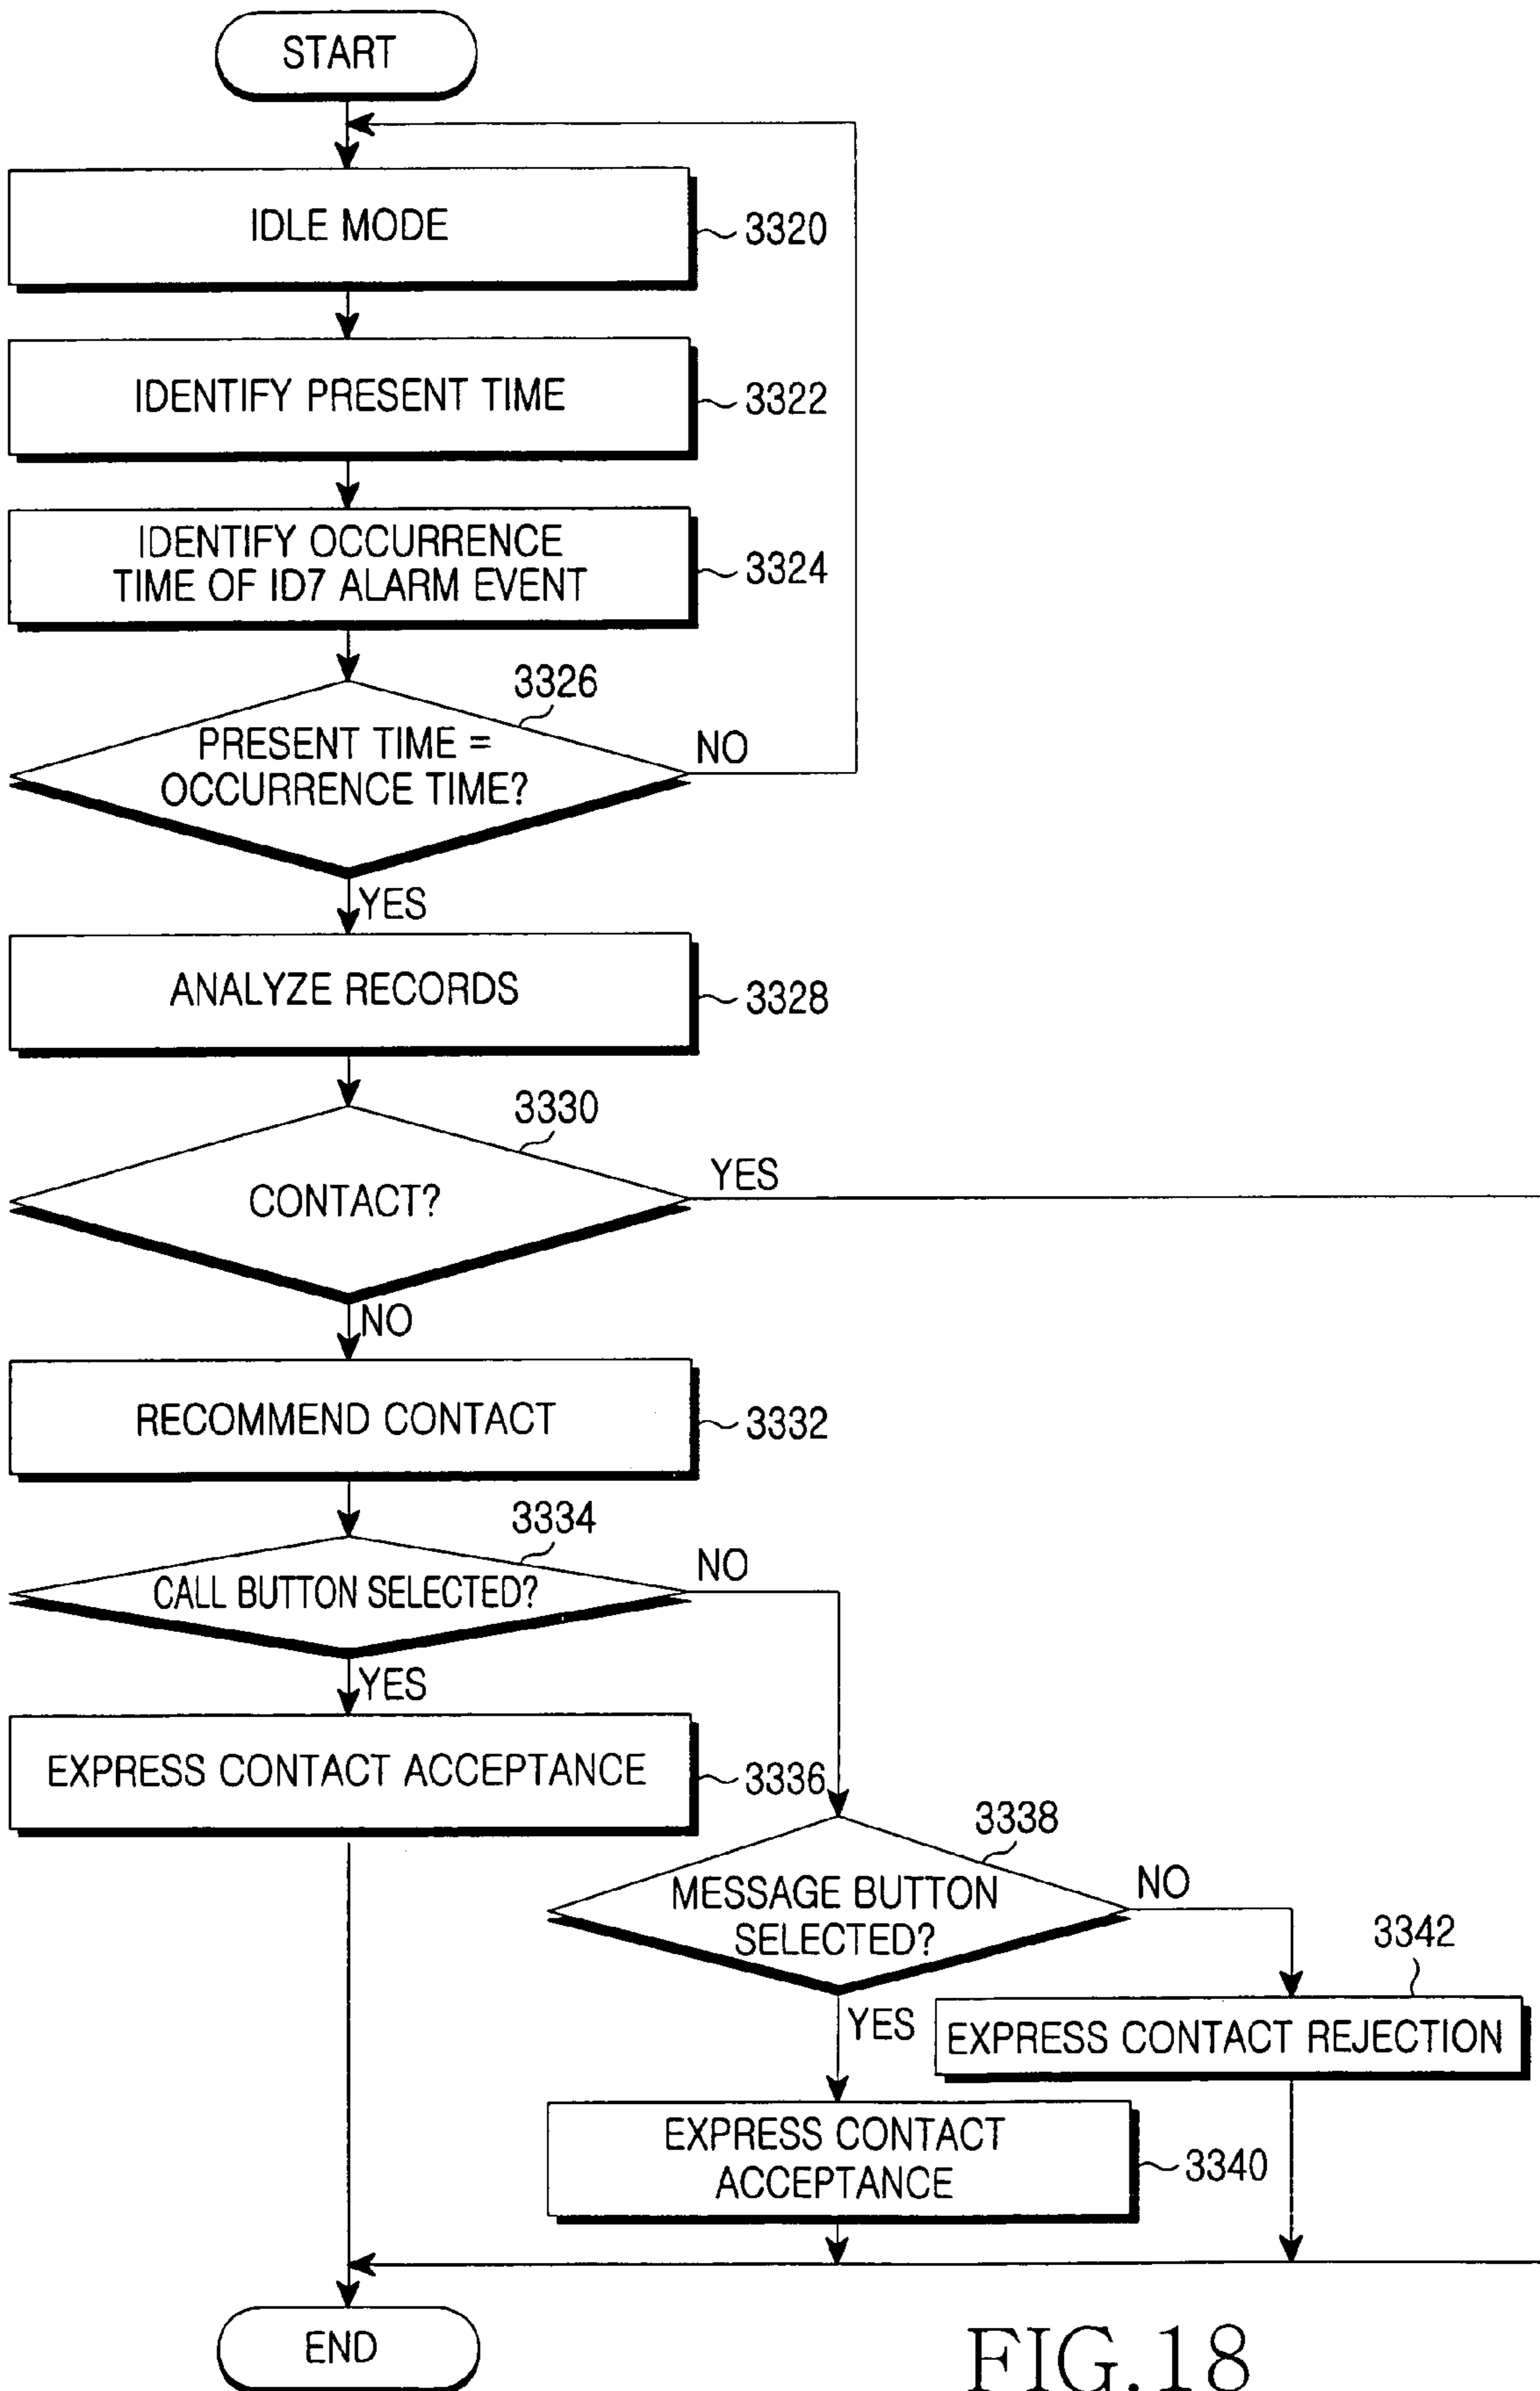 START
IDLE MODE
3320
IDENTIFY PRESENT TIME
3322
IDENTIFY OCCURRENCE
TIME OF ID7 ALARM EVENT
3324
3326
PRESENT TIME =
OCCURRENCE TIME?
NO
YES
ANALYZE RECORDS
3328
3330
CONTACT?
YES
NO
RECOMMEND CONTACT
3332
3334
CALL BUTTON SELECTED?
NO
YES
EXPRESS CONTACT ACCEPTANCE
3336
3338
MESSAGE BUTTON
SELECTED?
NO
3342
YES
EXPRESS CONTACT REJECTION
EXPRESS CONTACT
ACCEPTANCE
3340
END
FIG.18